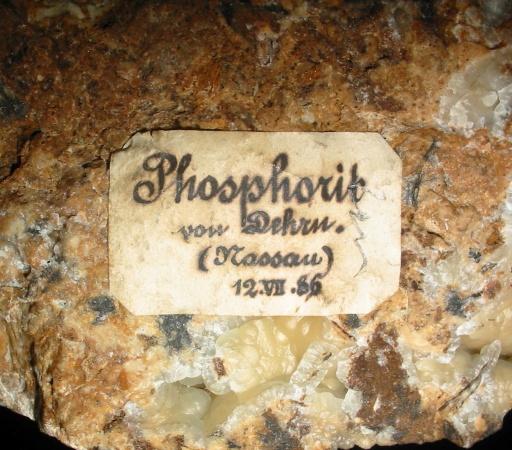 Phosphorit
von Dehrn.
(Nassau)
12.VII.86